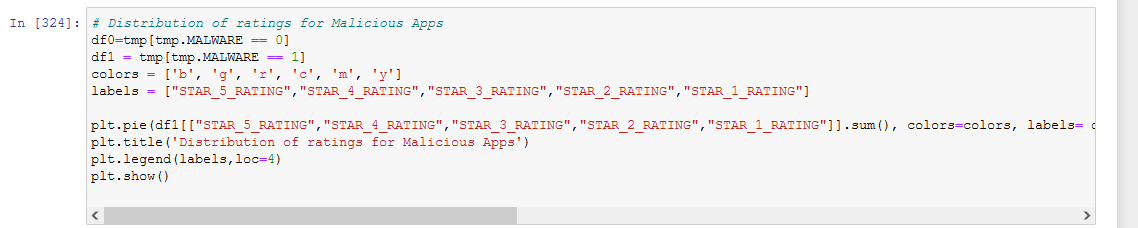 In [324]: # Distribution of ratings for Malicious Apps
df0=tmp[tmp.MALWARE == 0]
df1 = tmp[tmp.MALWARE == 1]
colors = ['b', 'g', 'r', 'c', 'm', 'y']
labels = ["STAR_5_RATING","STAR_4_RATING","STAR_3_RATING","STAR_2_RATING","STAR_1_RATING"]
plt.pie(df1[["STAR_5_RATING","STAR_4_RATING","STAR_3_RATING","STAR_2_RATING","STAR_1_RATING"]].sum(), colors=colors, labels=
plt.title('Distribution of ratings for Malicious Apps')
plt.legend(labels,loc=4)
plt.show()